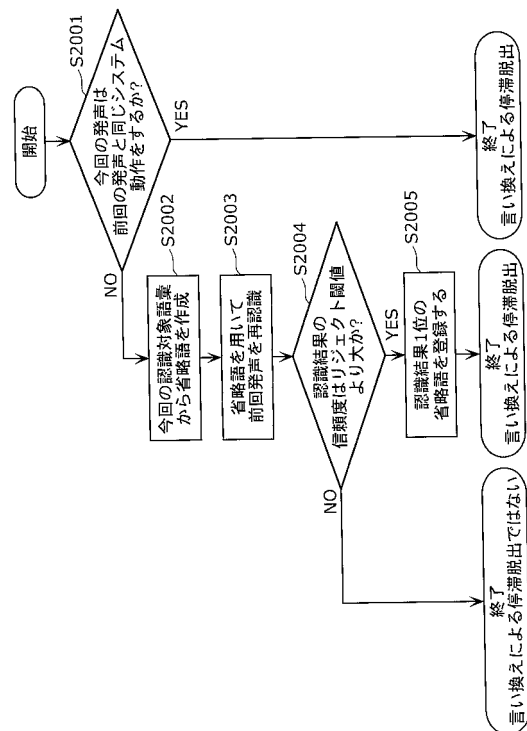 開始
S2001
今回の発声は
前回の発声と同じシステム
動作をするか?
NO
YES
S2002
今回の認識対象語彙
から省略語を作成
S2003
省略語を用いて
前回発声を再認識
S2004
認識結果の
信頼度はリジェクト閾値
より大か?
NO
YES
S2005
認識結果1位の
省略語を登録する
終了
言い換えによる停滞脱出ではない
終了
言い換えによる停滞脱出
終了
言い換えによる停滞脱出